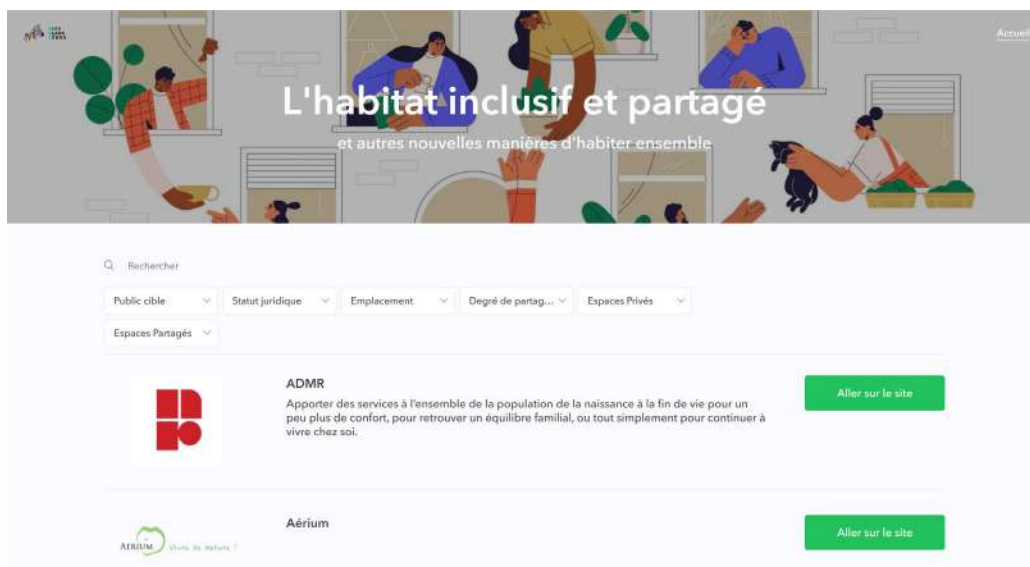 Accueil
L'habitat inclusif et partagé
et autres nouvelles manières d'habiter ensemble
Rechercher
Public cible
Statut juridique
Emplacement
Degré de partag...
Espaces Privés
Espaces Partagés
ADMR
Aller sur le site
Apporter des services à l'ensemble de la population de la naissance à la fin de vie pour un
peu plus de confort, pour retrouver un équilibre familial, ou tout simplement pour continuer à
vivre chez soi.
Aérium
Aller sur le site
AERIUM